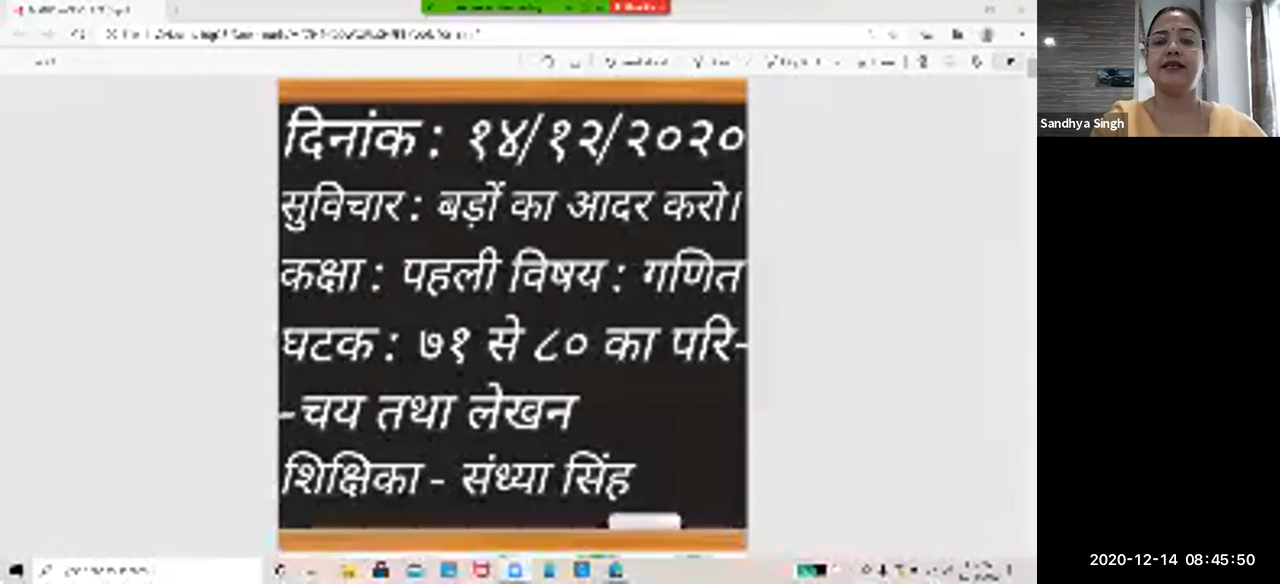 दिनांक : १४/१२/२०२०
सुविचार : बड़ों का आदर करो।
कक्षा : पहली विषय : गणित
घटक : ७१ से ८० का परि-
-चय तथा लेखन
शिक्षिका - संध्या सिंह
Sandhya Singh
2020-12-14 08:45:50